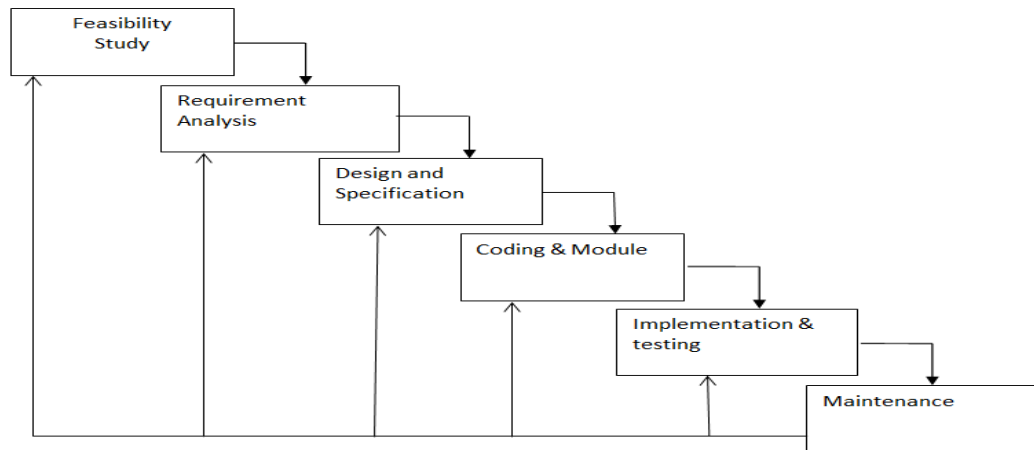 Feasibility
Study
Requirement
Analysis
Design and
Specification
Coding & Module
Implementation &
testing
Maintenance